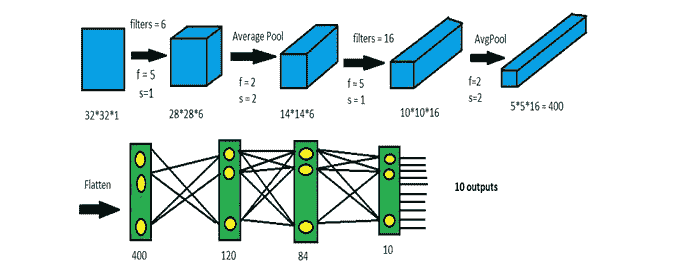 filters = 6
f = 5
s=1
Average Pool
f = 2
s = 2
filters = 16
f = 5
s = 1
AvgPool
f=2
s=2
32*32*1
28*28*6
14*14*6
10*10*16
5*5*16 = 400
Flatten
10 outputs
400
120
84
10